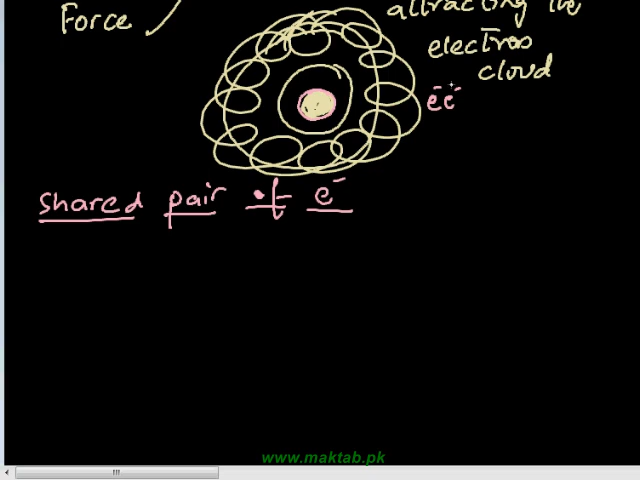 attracting the
Force
electron
cloud
e⁻e⁻
shared pair of e⁻
www.maktab.pk